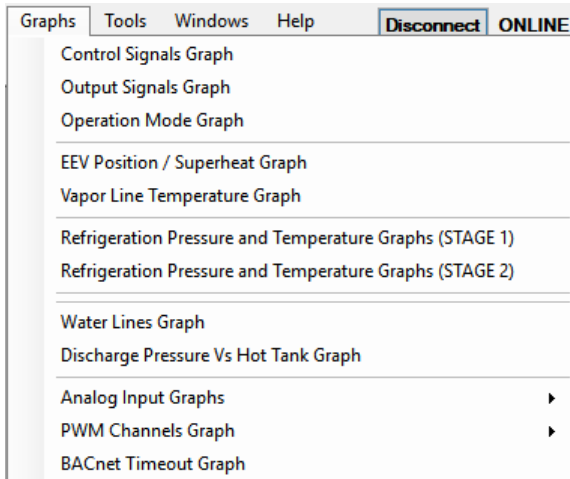 Graphs Tools Windows Help Disconnect ONLINE
Control Signals Graph
Output Signals Graph
Operation Mode Graph
EEV Position / Superheat Graph
Vapor Line Temperature Graph
Refrigeration Pressure and Temperature Graphs (STAGE 1)
Refrigeration Pressure and Temperature Graphs (STAGE 2)
Water Lines Graph
Discharge Pressure Vs Hot Tank Graph
Analog Input Graphs
PWM Channels Graph
BACnet Timeout Graph